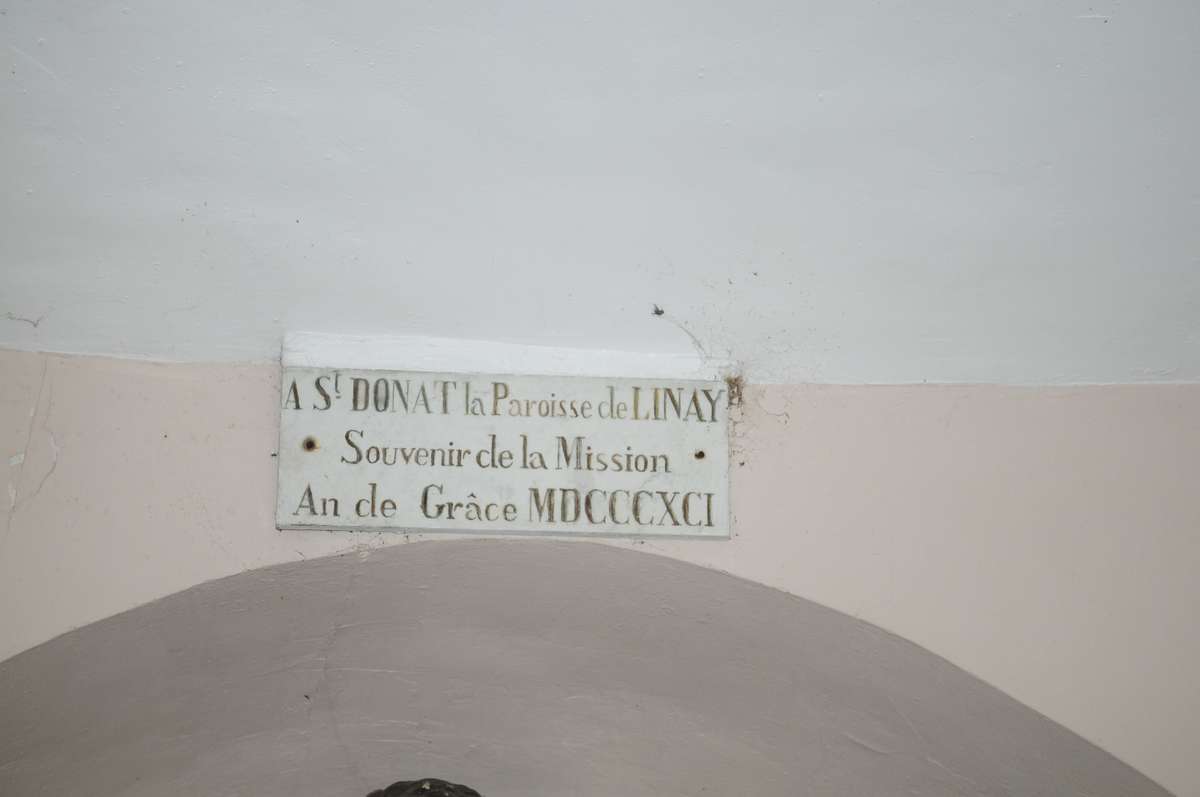 A St DONAT la Paroisse de LINAY
Souvenir de la Mission
An de Grâce MDCCCXCI